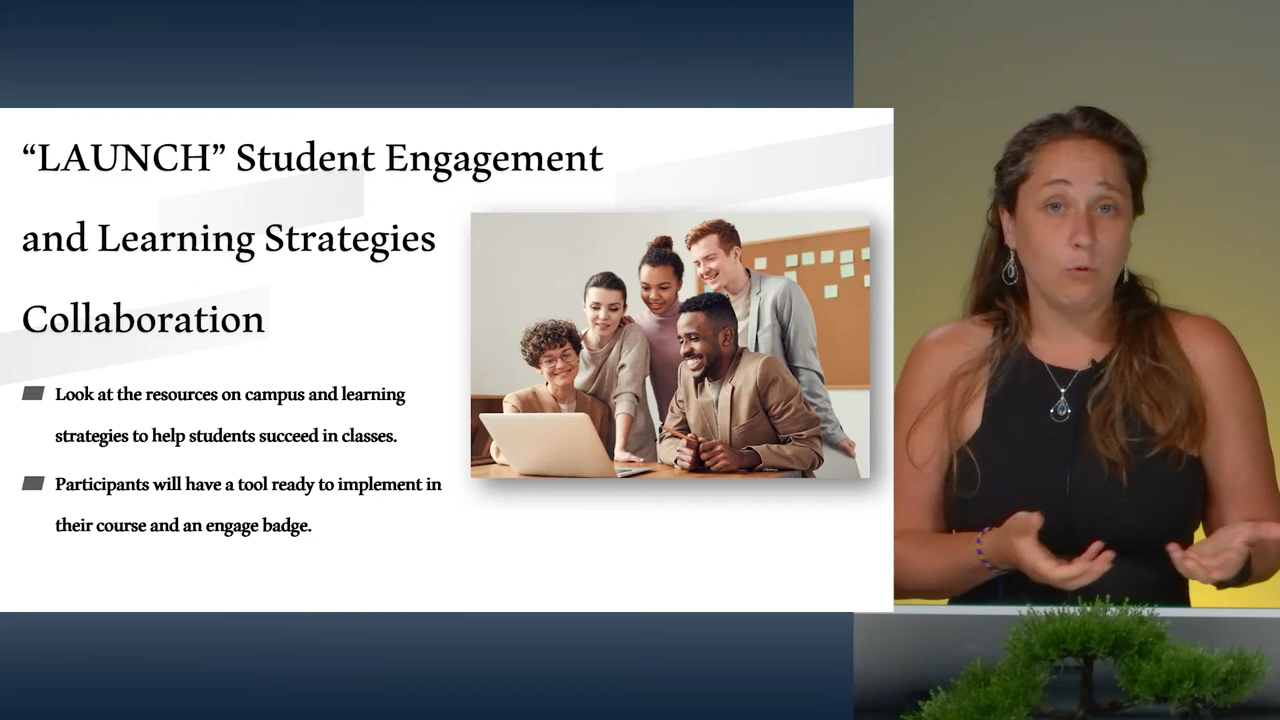 “LAUNCH” Student Engagement
and Learning Strategies
Collaboration
Look at the resources on campus and learning
strategies to help students succeed in classes.
Participants will have a tool ready to implement in
their course and an engage badge.